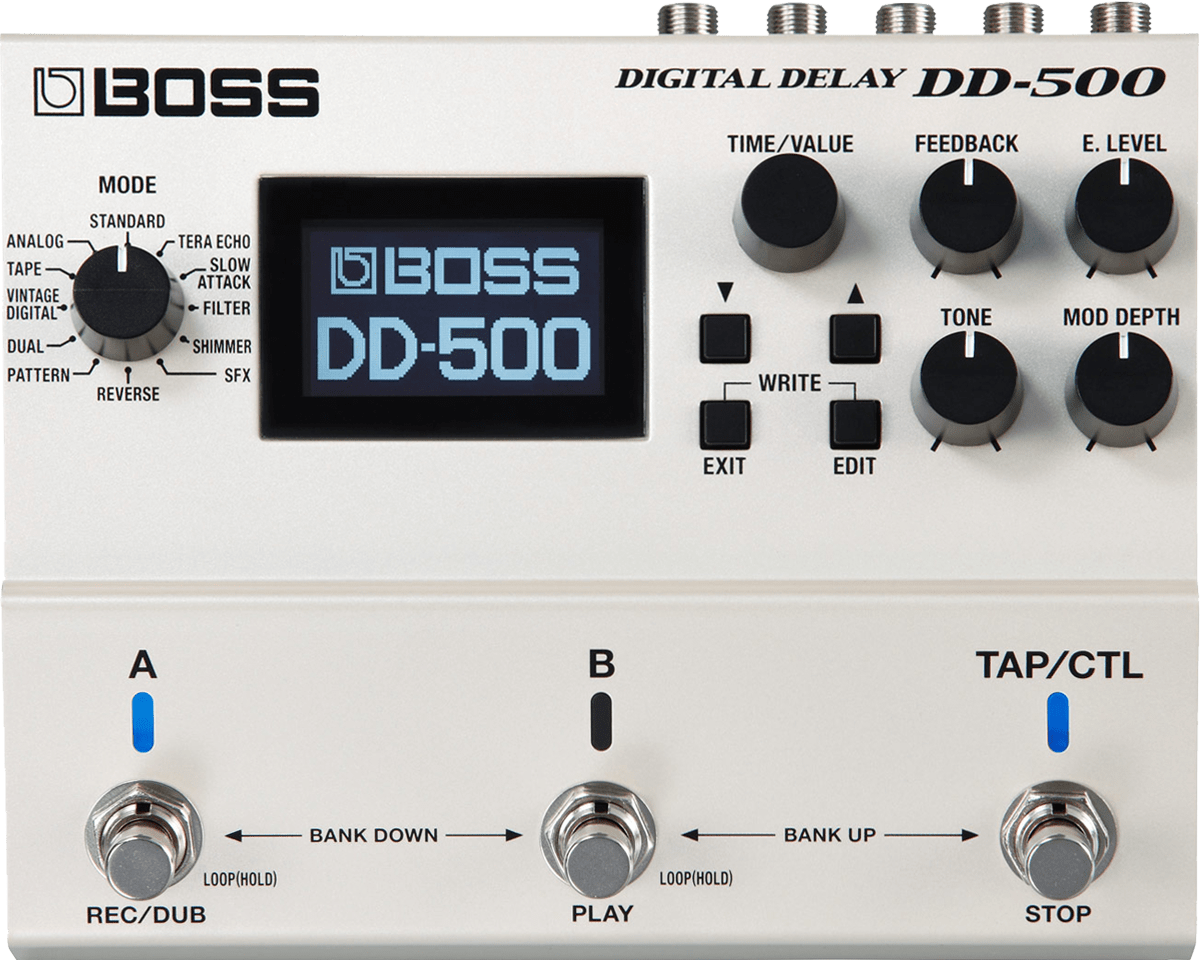 BOSS
DIGITAL DELAY DD-500
MODE
STANDARD
ANALOG
TAPE
VINTAGE
DIGITAL
DUAL
PATTERN
REVERSE
TERA ECHO
SLOW
ATTACK
FILTER
SHIMMER
SFX
BOSS
DD-500
TIME/VALUE
FEEDBACK
E. LEVEL
TONE
MOD DEPTH
WRITE
EXIT
EDIT
A
B
TAP/CTL
BANK DOWN
BANK UP
LOOP(HOLD)
LOOP(HOLD)
REC/DUB
PLAY
STOP